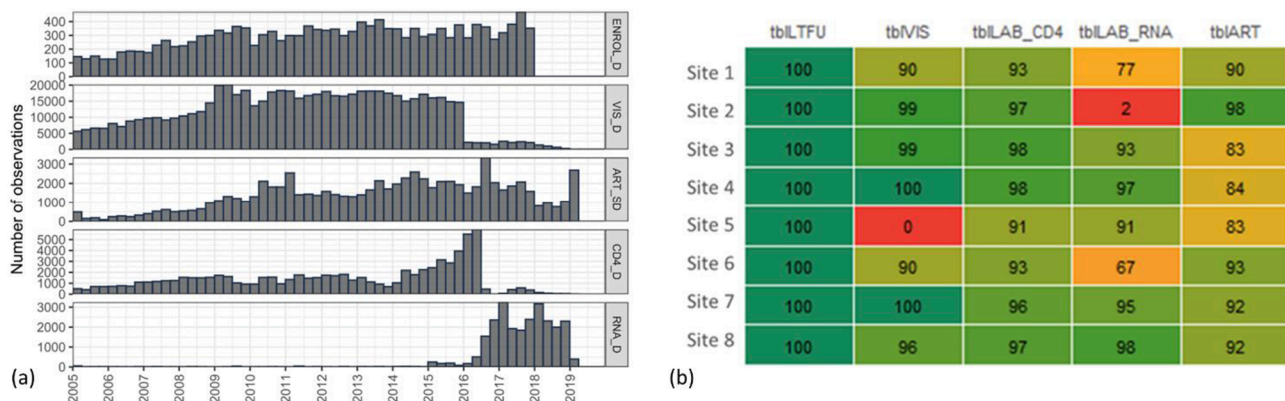 Number of observations
400
300
200
100
0
ENROL_D
20000
15000
10000
5000
0
VIS_D
3000
2000
1000
0
ART_SD
5000
4000
3000
2000
1000
0
CD4_D
3000
2000
1000
0
RNA_D
2005 2006 2007 2008 2009 2010 2011 2012 2013 2014 2015 2016 2017 2018 2019
(a)
tblLTFU tblVIS tblLAB_CD4 tblLAB_RNA tblART
Site 1 100 90 93 77 90
Site 2 100 99 97 2 98
Site 3 100 99 98 93 83
Site 4 100 100 98 97 84
Site 5 100 0 91 91 83
Site 6 100 90 93 67 93
Site 7 100 100 96 95 92
Site 8 100 96 97 98 92
(b)